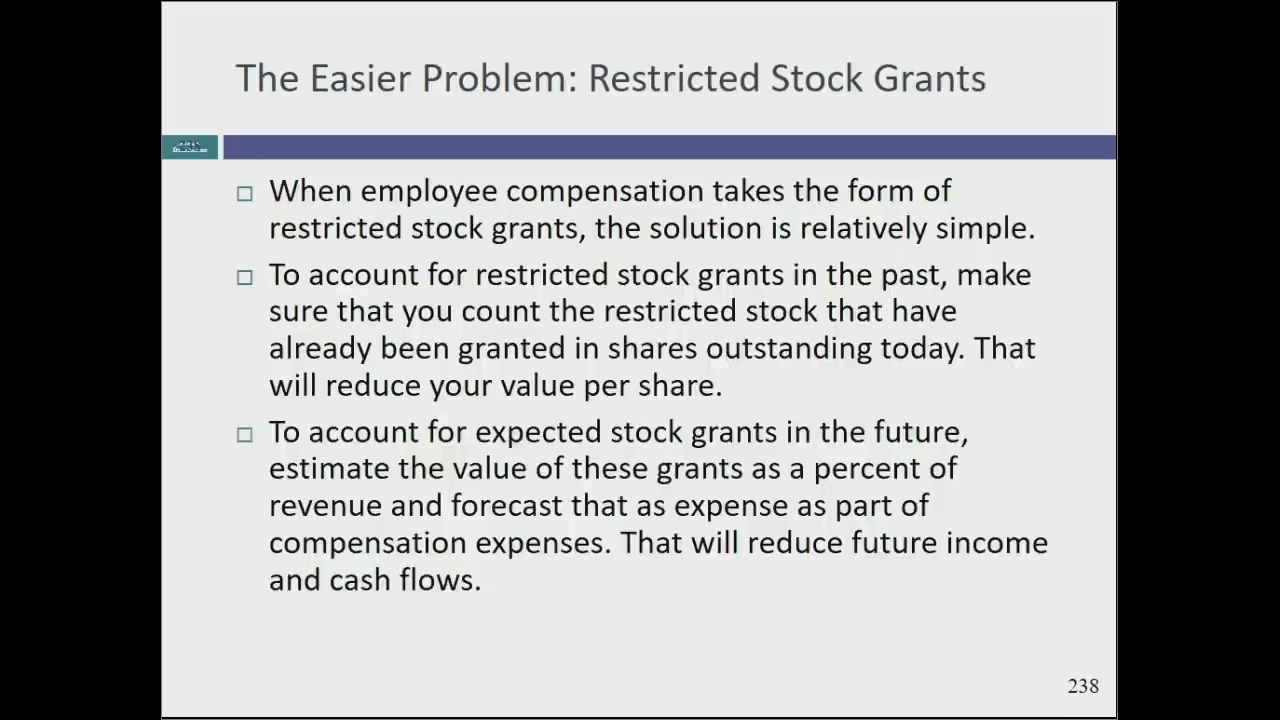 The Easier Problem: Restricted Stock Grants
When employee compensation takes the form of
restricted stock grants, the solution is relatively simple.
To account for restricted stock grants in the past, make
sure that you count the restricted stock that have
already been granted in shares outstanding today. That
will reduce your value per share.
To account for expected stock grants in the future,
estimate the value of these grants as a percent of
revenue and forecast that as expense as part of
compensation expenses. That will reduce future income
and cash flows.
238